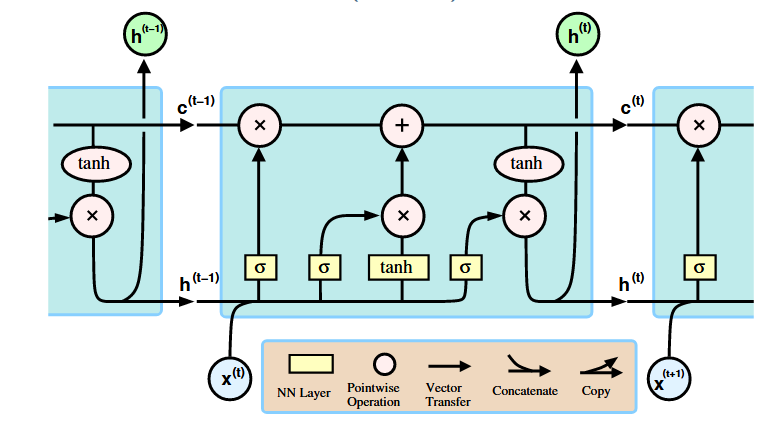 h(t−1)
h(t)
c(t−1)
c(t)
×
+
×
tanh
tanh
×
×
×
σ
σ
tanh
σ
σ
h(t−1)
h(t)
x(t)
x(t+1)
NN Layer
Pointwise
Operation
Vector
Transfer
Concatenate
Copy